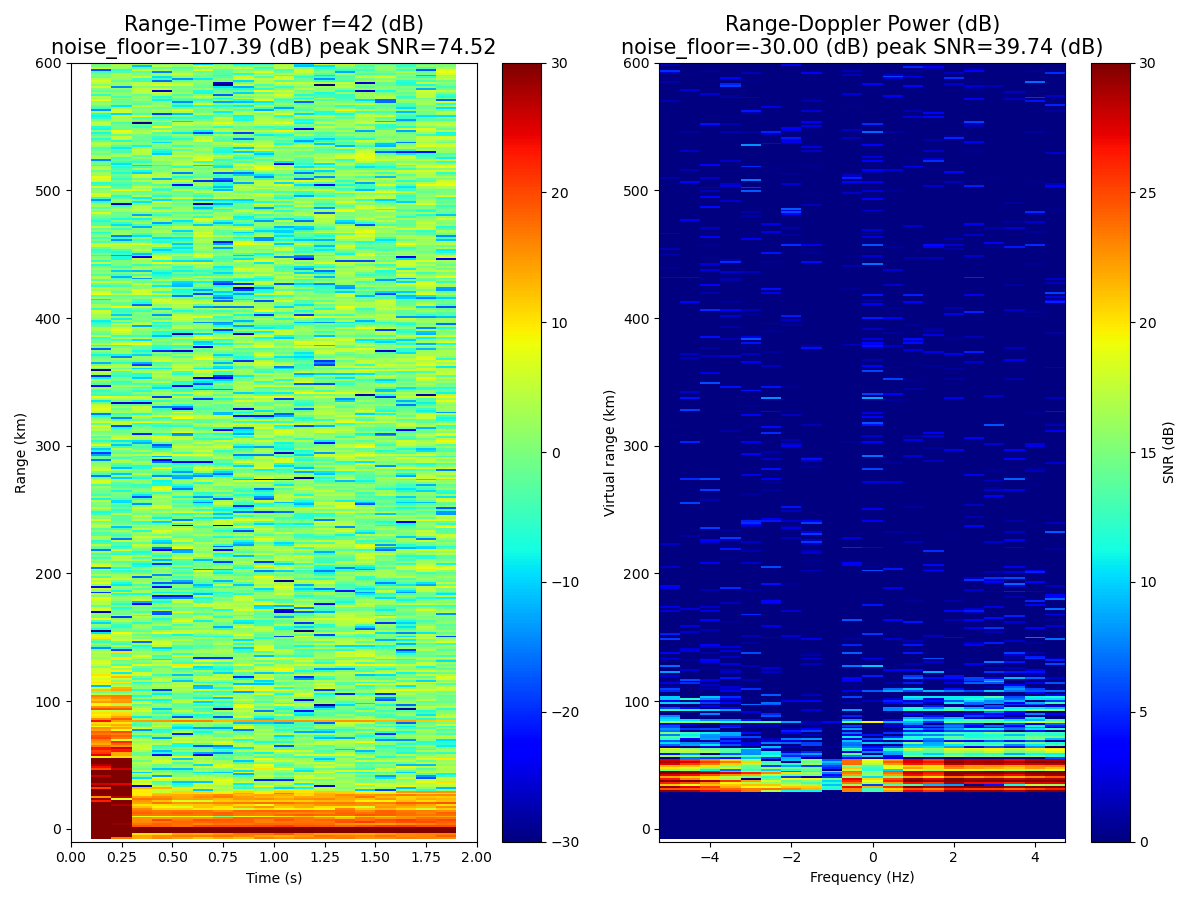 Range-Time Power f=42 (dB)
noise_floor=-107.39 (dB) peak SNR=74.52
Range-Doppler Power (dB)
noise_floor=-30.00 (dB) peak SNR=39.74 (dB)
600
500
400
300
200
100
0
Range (km)
0.00 0.25 0.50 0.75 1.00 1.25 1.50 1.75 2.00
Time (s)
30
20
10
0
−10
−20
−30
600
500
400
300
200
100
0
Virtual range (km)
−4 −2 0 2 4
Frequency (Hz)
30
25
20
15
10
5
0
SNR (dB)